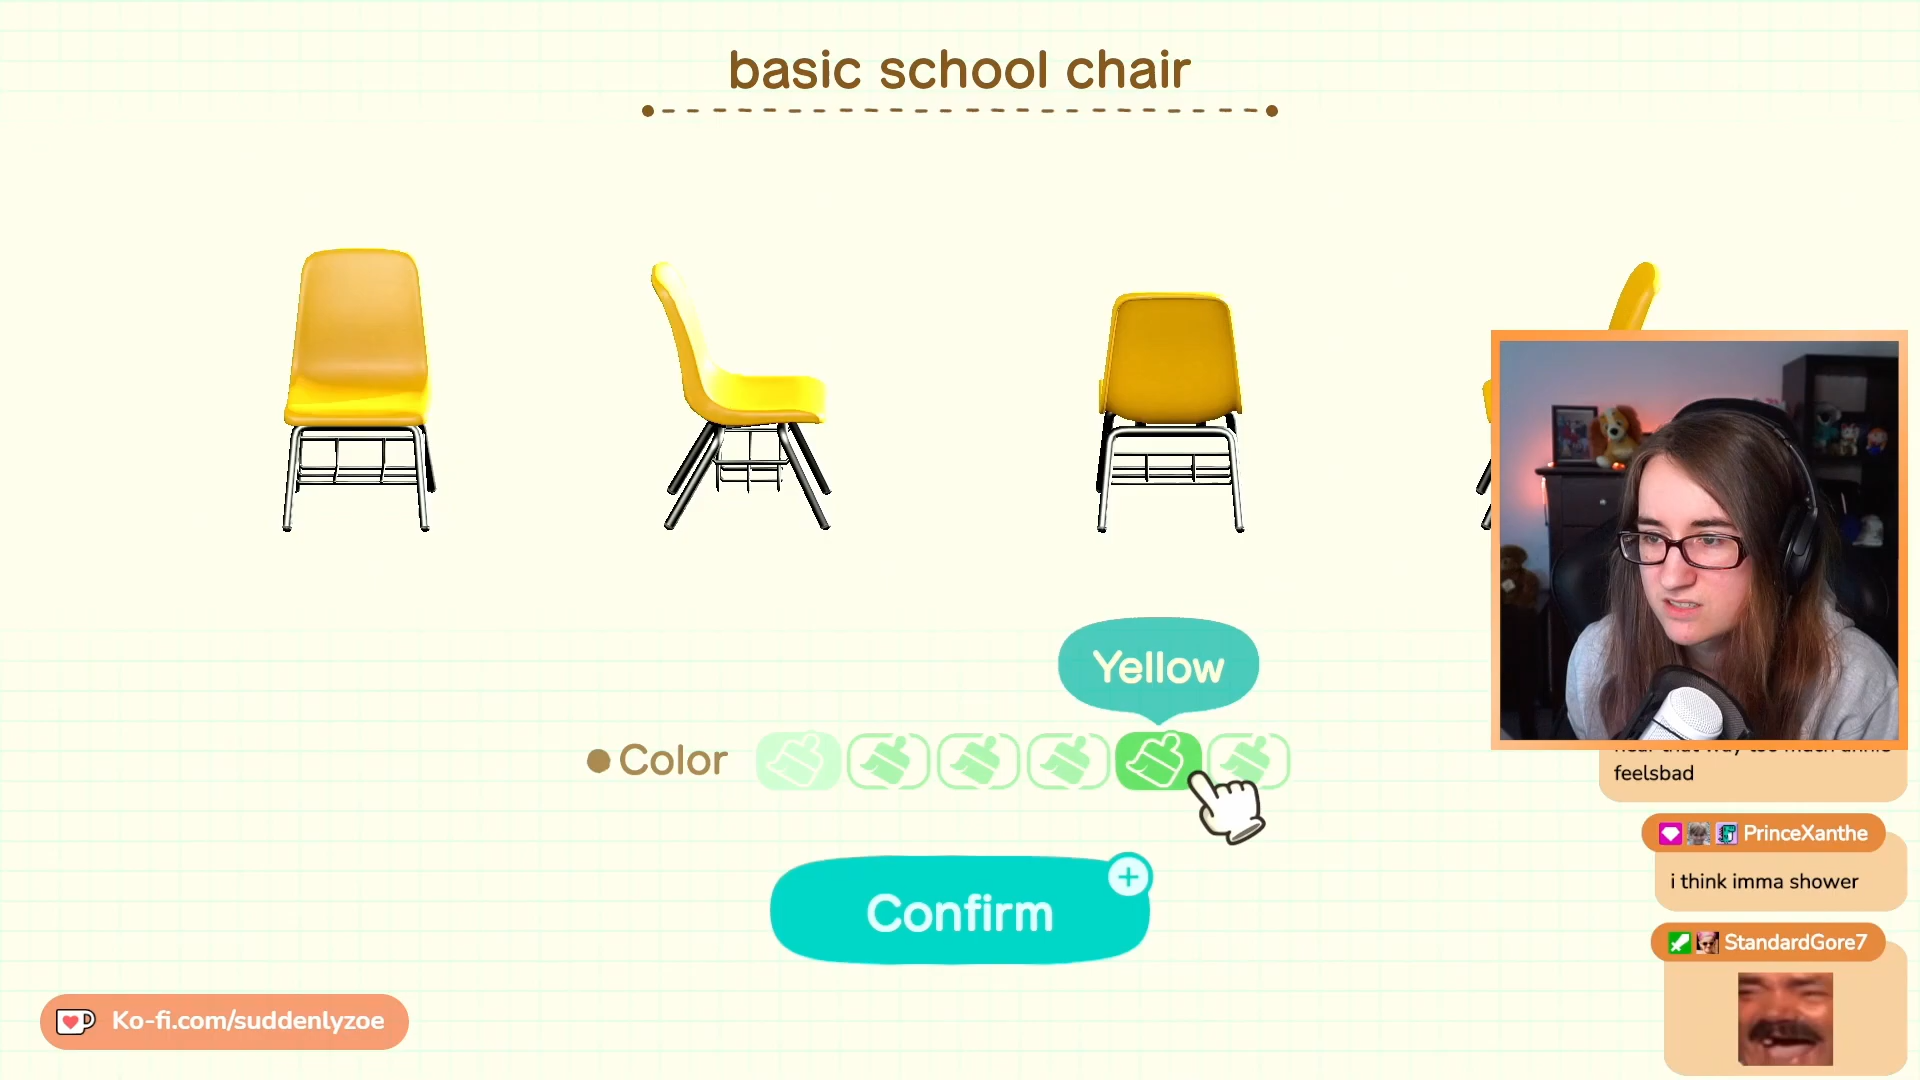 basic school chair
Yellow
Color
Confirm
feelsbad
PrinceXanthe
i think imma shower
StandardGore7
Ko-fi.com/suddenlyzoe